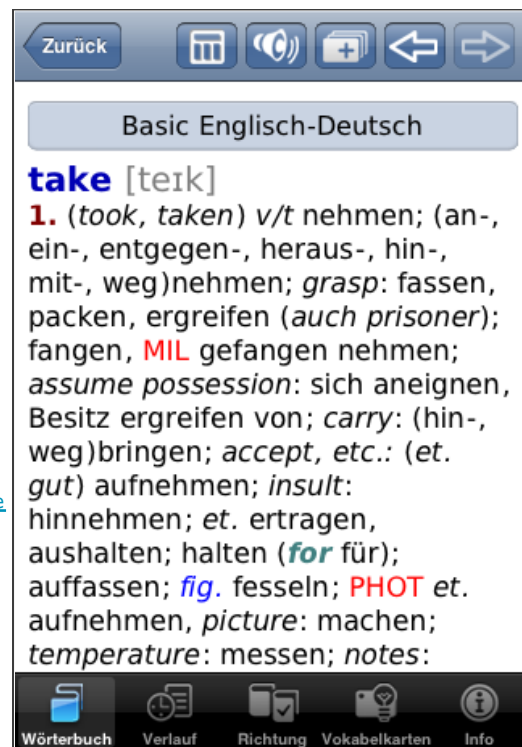 Zurück
Basic Englisch-Deutsch
take [teɪk]
1. (took, taken) v/t nehmen; (an-,
ein-, entgegen-, heraus-, hin-,
mit-, weg)nehmen; grasp: fassen,
packen, ergreifen (auch prisoner);
fangen, MIL gefangen nehmen;
assume possession: sich aneignen,
Besitz ergreifen von; carry: (hin-,
weg)bringen; accept, etc.: (et.
gut) aufnehmen; insult:
e
hinnehmen; et. ertragen,
aushalten; halten (for für);
auffassen; fig. fesseln; PHOT et.
aufnehmen, picture: machen;
temperature: messen; notes:
Wörterbuch Verlauf Richtung Vokabelkarten Info